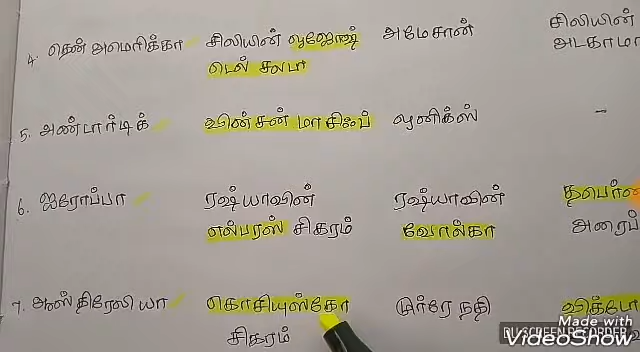 4. தென் அமெரிக்கா சிலியின் ஓஜோஸ் அமேசான் சிலியின்
டெல் சலடா அடகாமா
5. அண்டார்டிக் வின்சன் மாசிஃப் ஓனிக்ஸ் -
6. ஐரோப்பா ரஷ்யாவின் ரஷ்யாவின்
எல்பரஸ் சிகரம் வோல்கா
7. ஆஸ்திரேலியா கொசியுஸ்கோ முர்ரே நதி
சிகரம்
Made with
VideoShow